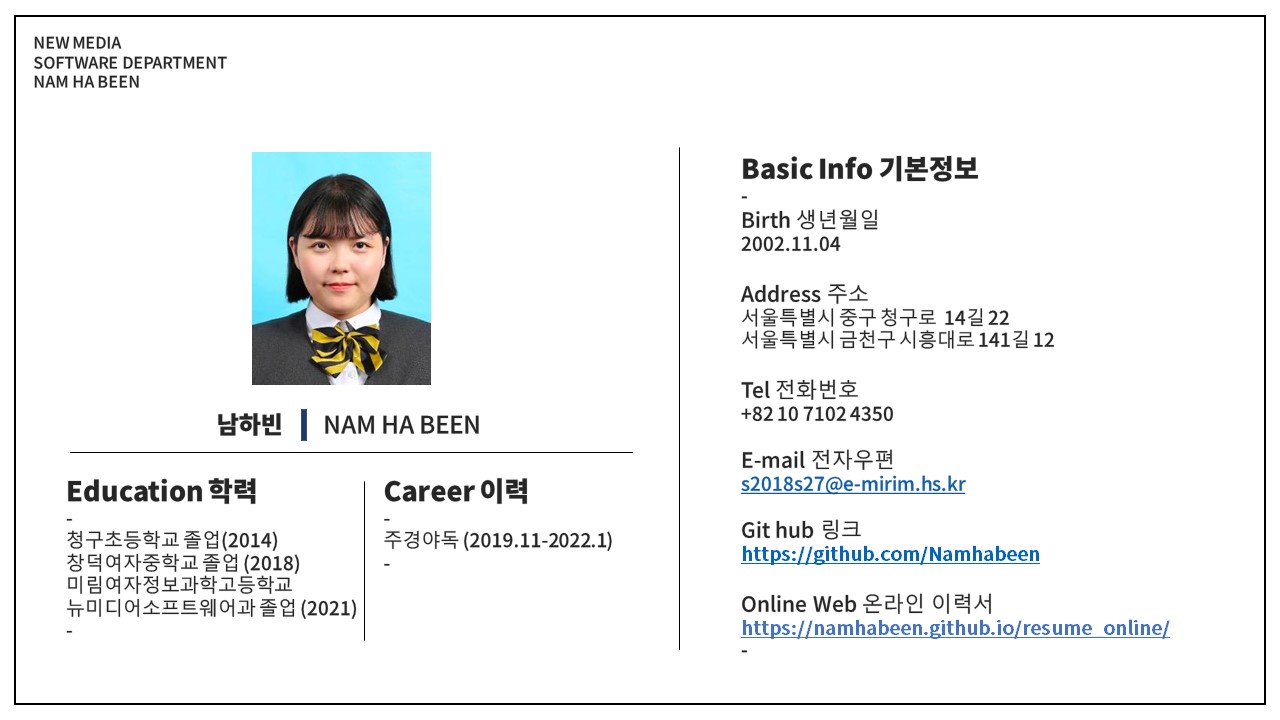 NEW MEDIA
SOFTWARE DEPARTMENT
NAM HA BEEN
남하빈 NAM HA BEEN
Education 학력
-
청구초등학교 졸업(2014)
창덕여자중학교 졸업 (2018)
미림여자정보과학고등학교
뉴미디어소프트웨어과 졸업 (2021)
-
Career 이력
-
주경야독 (2019.11-2022.1)
-
Basic Info 기본정보
-
Birth 생년월일
2002.11.04
Address 주소
서울특별시 중구 청구로 14길 22
서울특별시 금천구 시흥대로 141길 12
Tel 전화번호
+82 10 7102 4350
E-mail 전자우편
s2018s27@e-mirim.hs.kr
Git hub 링크
https://github.com/Namhabeen
Online Web 온라인 이력서
https://namhabeen.github.io/resume_online/
-